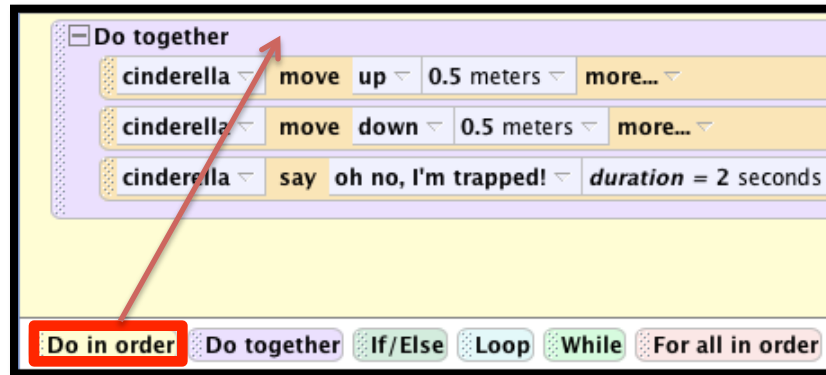 Do together
cinderella move up 0.5 meters more...
cinderella move down 0.5 meters more...
cinderella say oh no, I'm trapped! duration = 2 seconds
Do in order Do together If/Else Loop While For all in order